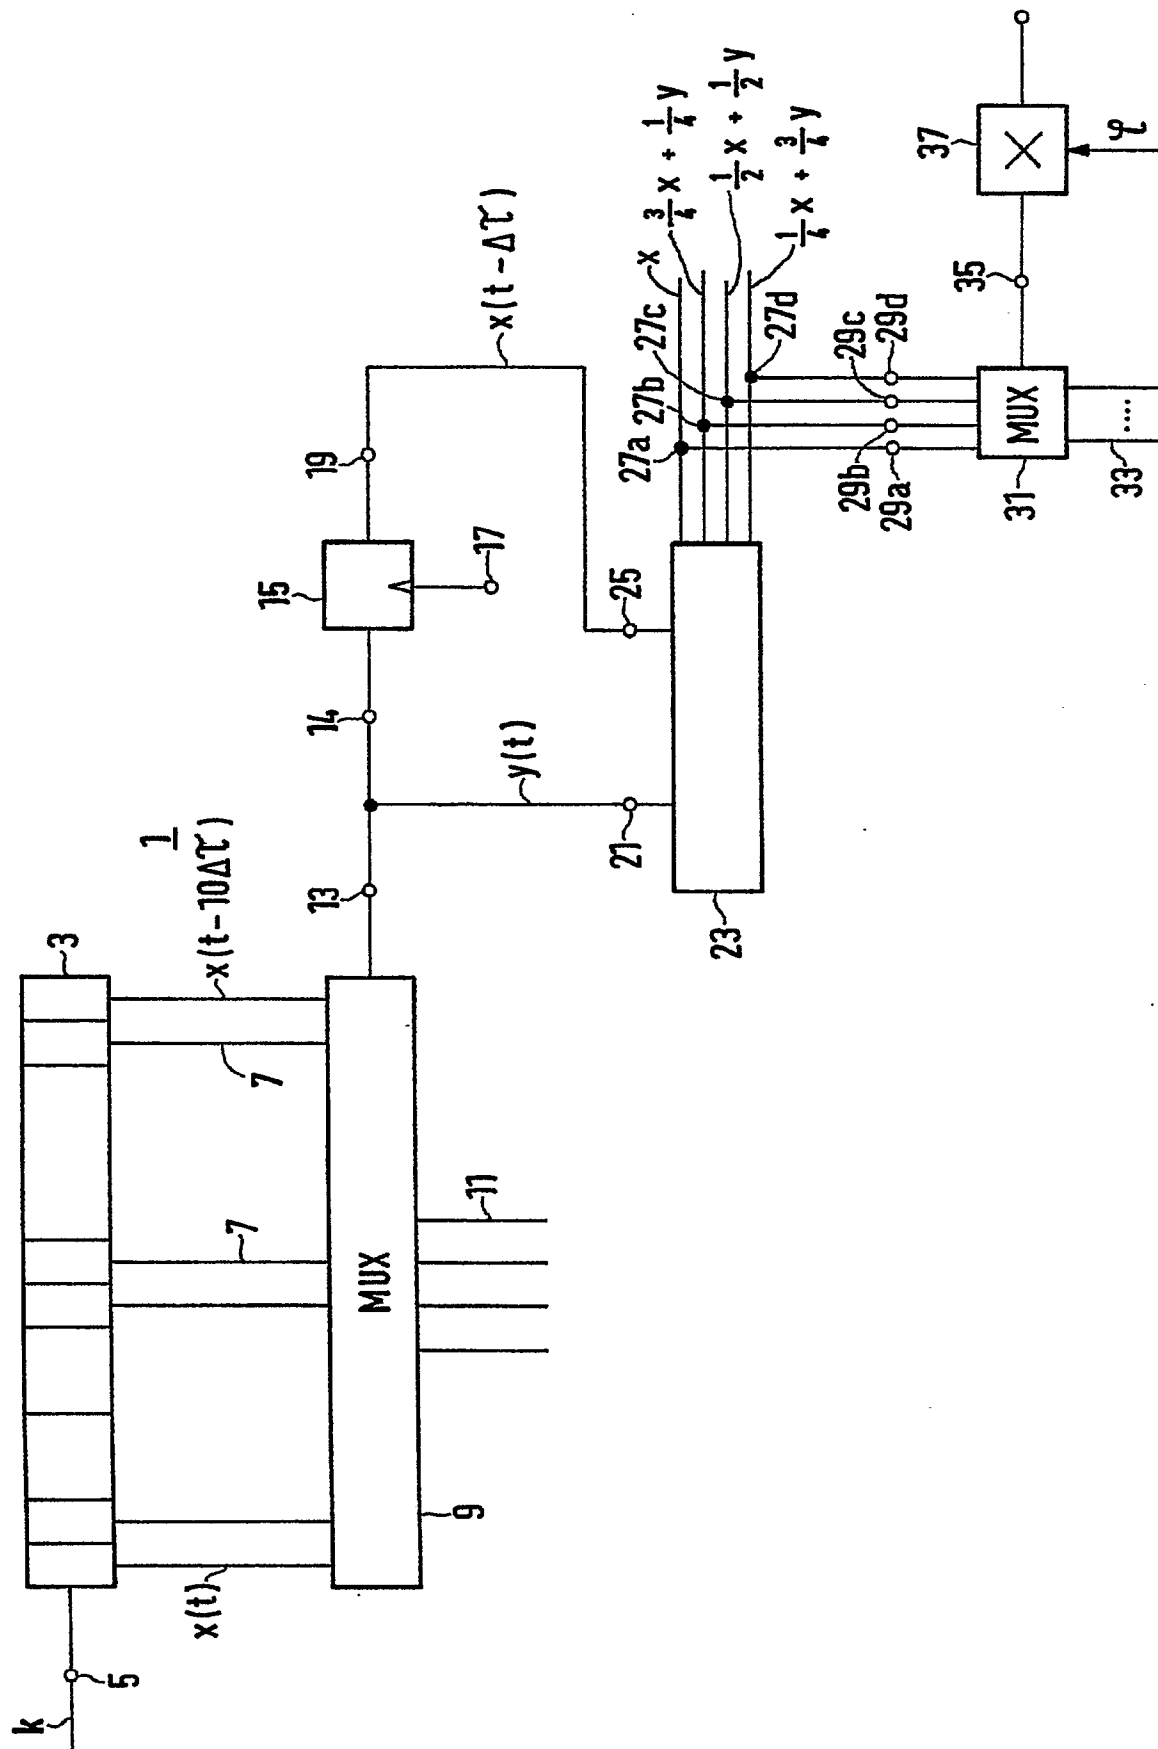 k
5
3
x(t)
7
7
x(t-10Δτ)
1
MUX
9
11
13
14
15
17
19
y(t)
x(t-Δτ)
21
25
23
x
3/4 x + 1/4 y
1/2 x + 1/2 y
1/4 x + 3/4 y
27a
27b
27c
27d
29b
29a
29c
29d
MUX
31
33
....
35
37
φ